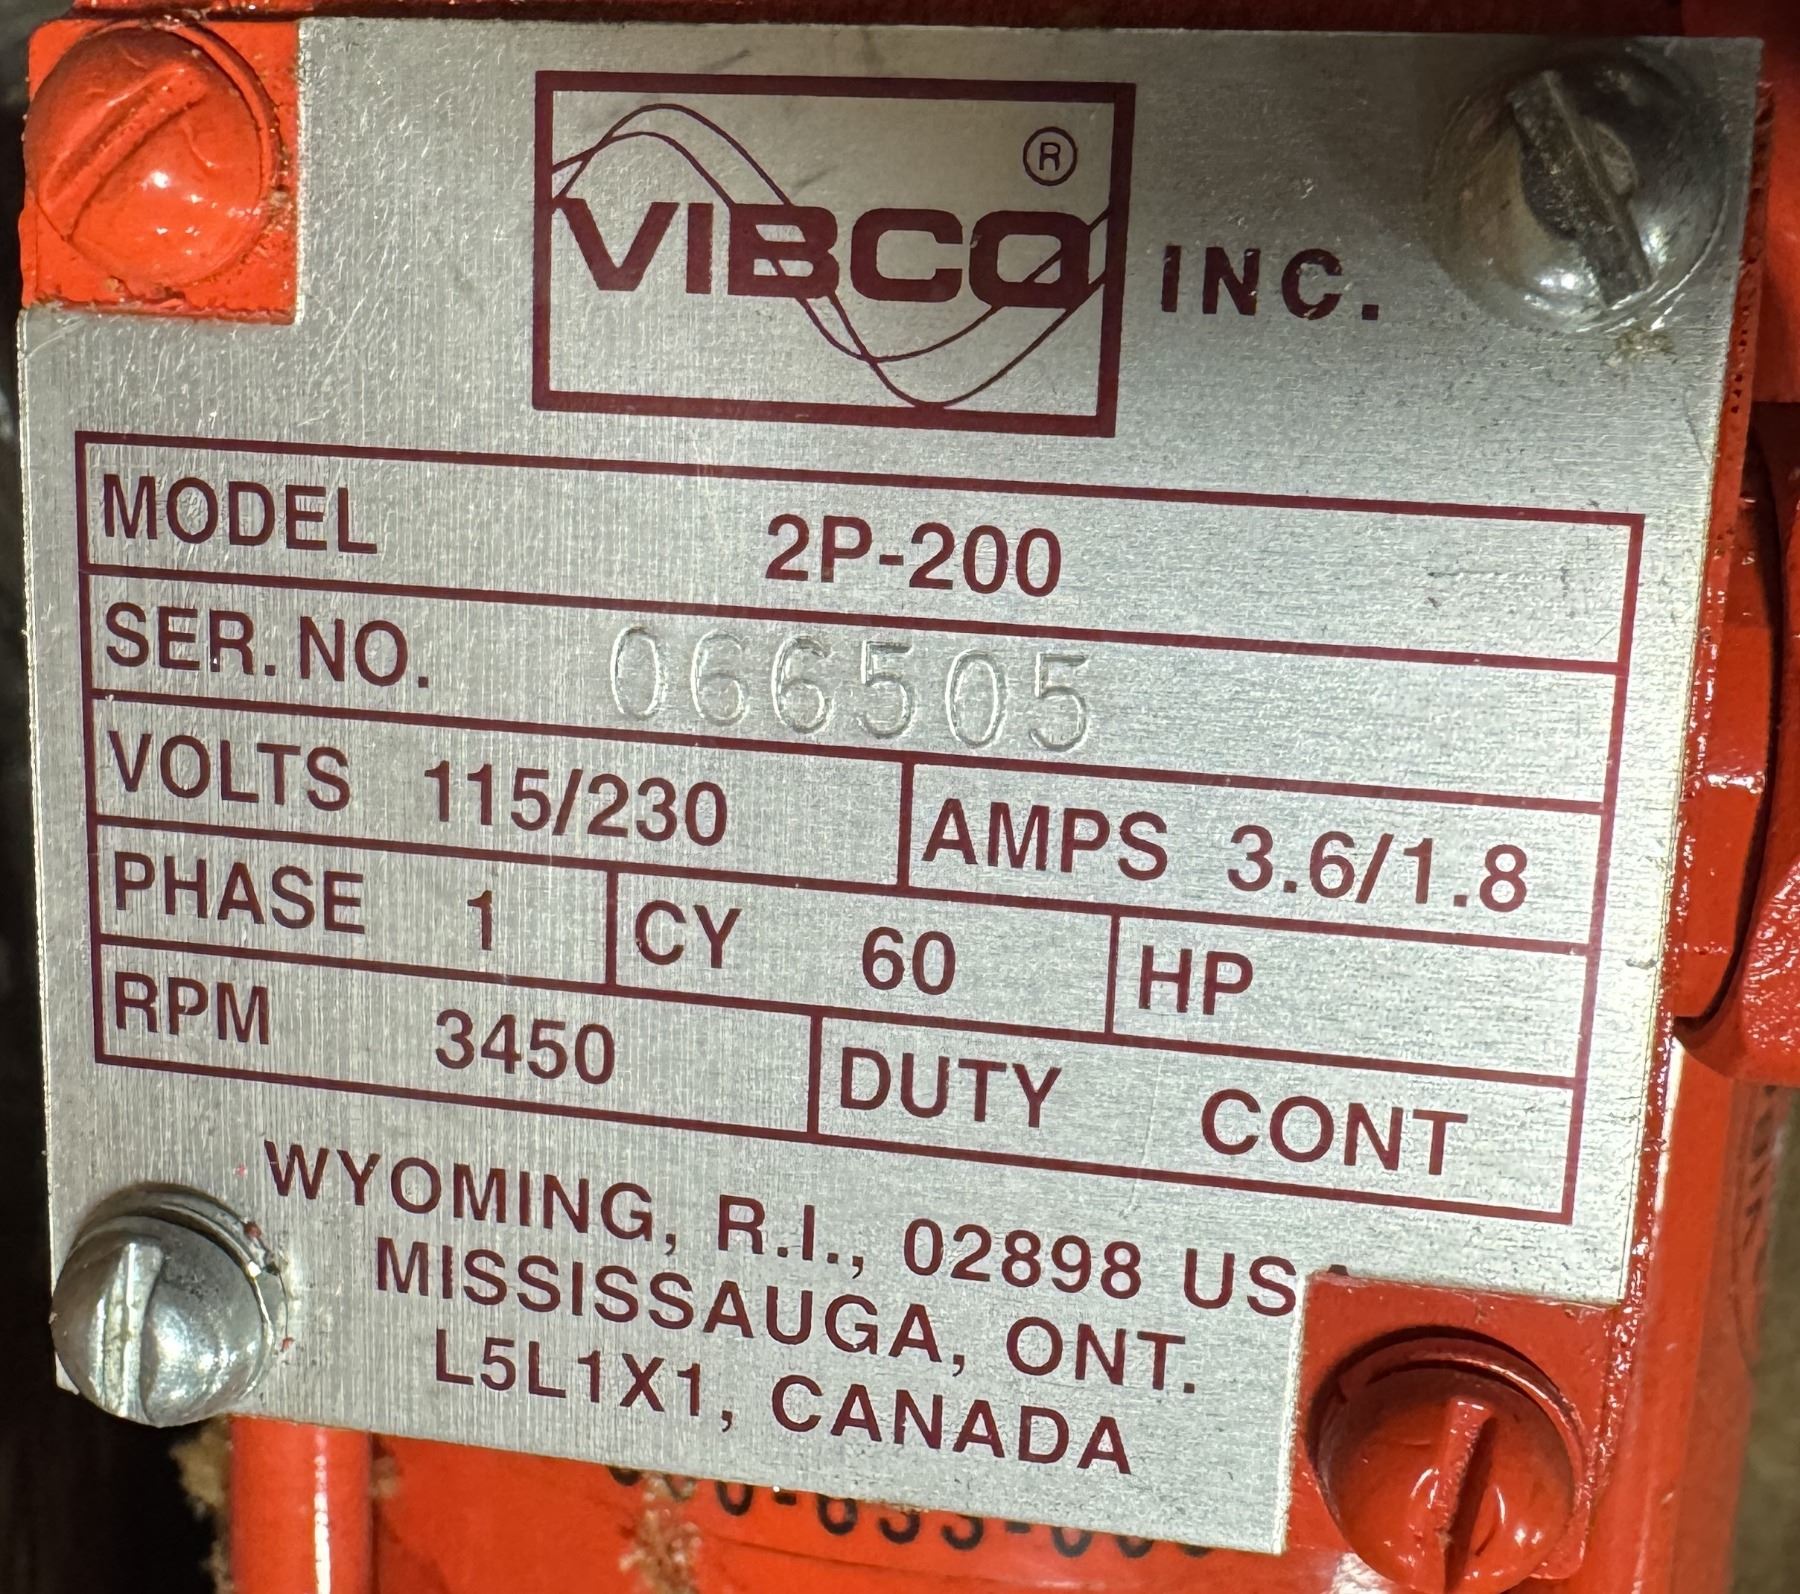 VIBCO ® INC.
MODEL 2P-200
SER. NO. 066505
VOLTS 115/230 AMPS 3.6/1.8
PHASE 1 CY 60 HP
RPM 3450 DUTY CONT
WYOMING, R.I., 02898 USA
MISSISSAUGA, ONT.
L5L1X1, CANADA